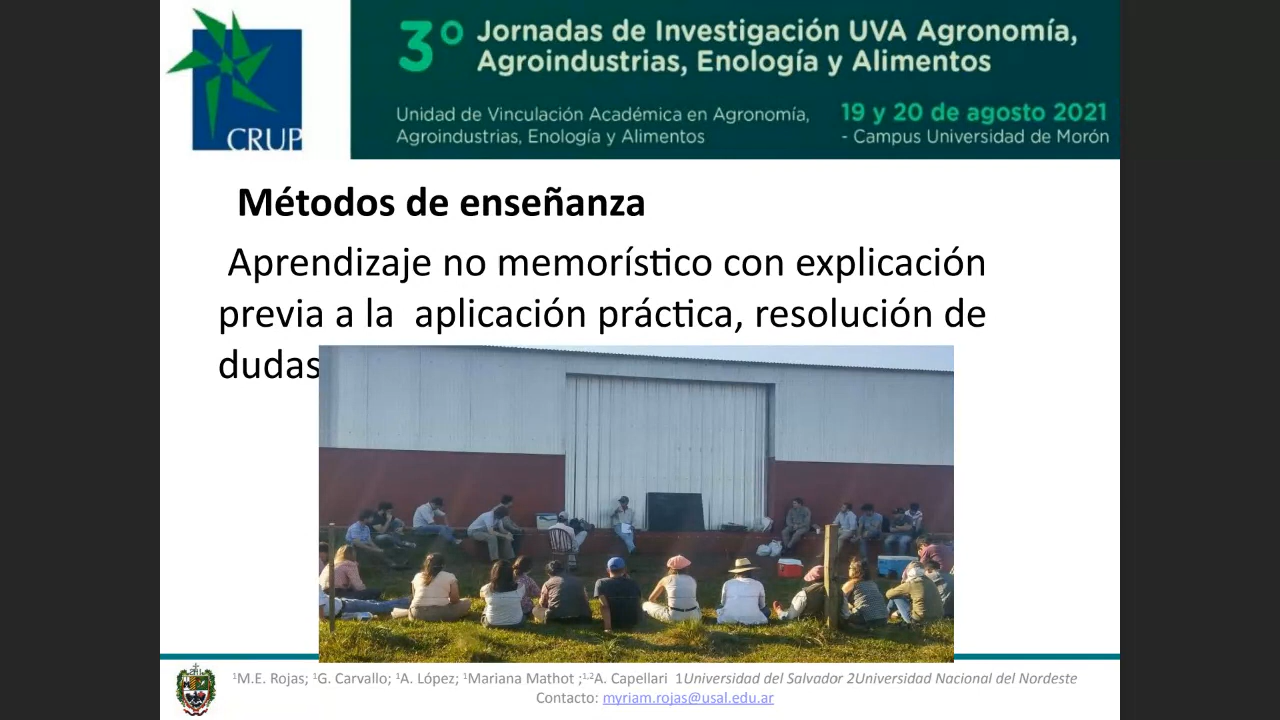 CRUP
3° Jornadas de Investigación UVA Agronomía,
Agroindustrias, Enología y Alimentos
Unidad de Vinculación Académica en Agronomía,
Agroindustrias, Enología y Alimentos
19 y 20 de agosto 2021
- Campus Universidad de Morón
Métodos de enseñanza
Aprendizaje no memorístico con explicación
previa a la aplicación práctica, resolución de
dudas
¹M.E. Rojas; ¹G. Carvallo; ¹A. López; ¹Mariana Mathot ;¹˒²A. Capellari 1Universidad del Salvador 2Universidad Nacional del Nordeste
Contacto: myriam.rojas@usal.edu.ar